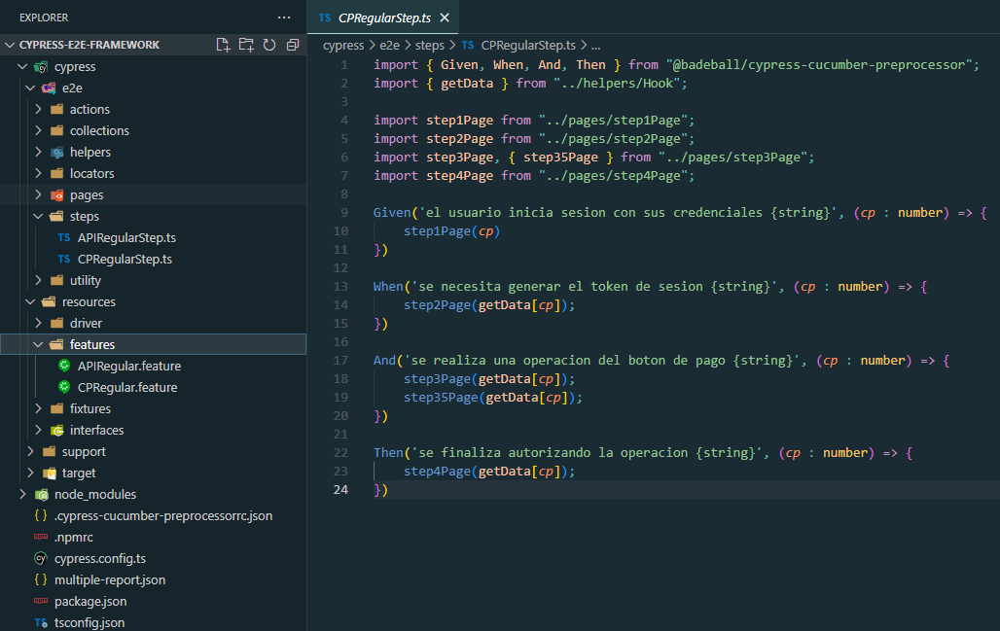 EXPLORER
CYPRESS-E2E-FRAMEWORK
cypress
e2e
actions
collections
helpers
locators
pages
steps
TS APIRegularStep.ts
TS CPRegularStep.ts
utility
resources
driver
features
APIRegular.feature
CPRegular.feature
fixtures
interfaces
support
target
node_modules
{ } .cypress-cucumber-preprocessorrc.json
.npmrc
cy cypress.config.ts
{ } multiple-report.json
package.json
TS tsconfig.json
TS CPRegularStep.ts
cypress > e2e > steps > TS CPRegularStep.ts > ...
1 import { Given, When, And, Then } from "@badeball/cypress-cucumber-preprocessor";
2 import { getData } from "../helpers/Hook";
3
4 import step1Page from "../pages/step1Page";
5 import step2Page from "../pages/step2Page";
6 import step3Page, { step35Page } from "../pages/step3Page";
7 import step4Page from "../pages/step4Page";
8
9 Given('el usuario inicia sesion con sus credenciales {string}', (cp : number) => {
10 step1Page(cp)
11 })
12
13 When('se necesita generar el token de sesion {string}', (cp : number) => {
14 step2Page(getData[cp]);
15 })
16
17 And('se realiza una operacion del boton de pago {string}', (cp : number) => {
18 step3Page(getData[cp]);
19 step35Page(getData[cp]);
20 })
21
22 Then('se finaliza autorizando la operacion {string}', (cp : number) => {
23 step4Page(getData[cp]);
24 })